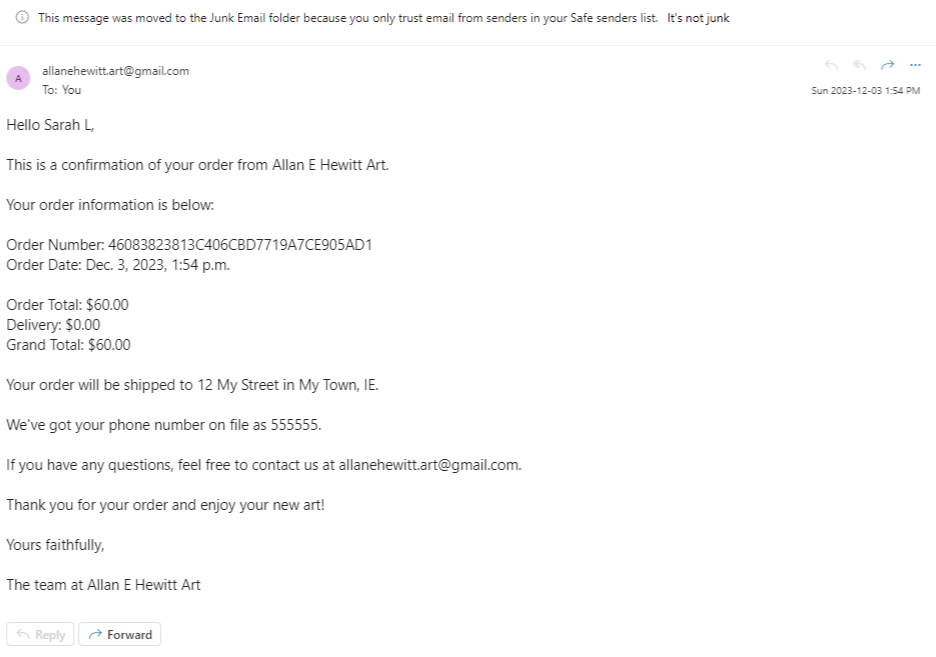 This message was moved to the Junk Email folder because you only trust email from senders in your Safe senders list. It's not junk
A
allanehewitt.art@gmail.com
To: You
Sun 2023-12-03 1:54 PM
Hello Sarah L,
This is a confirmation of your order from Allan E Hewitt Art.
Your order information is below:
Order Number: 46083823813C406CBD7719A7CE905AD1
Order Date: Dec. 3, 2023, 1:54 p.m.
Order Total: $60.00
Delivery: $0.00
Grand Total: $60.00
Your order will be shipped to 12 My Street in My Town, IE.
We've got your phone number on file as 555555.
If you have any questions, feel free to contact us at allanehewitt.art@gmail.com.
Thank you for your order and enjoy your new art!
Yours faithfully,
The team at Allan E Hewitt Art
Reply Forward